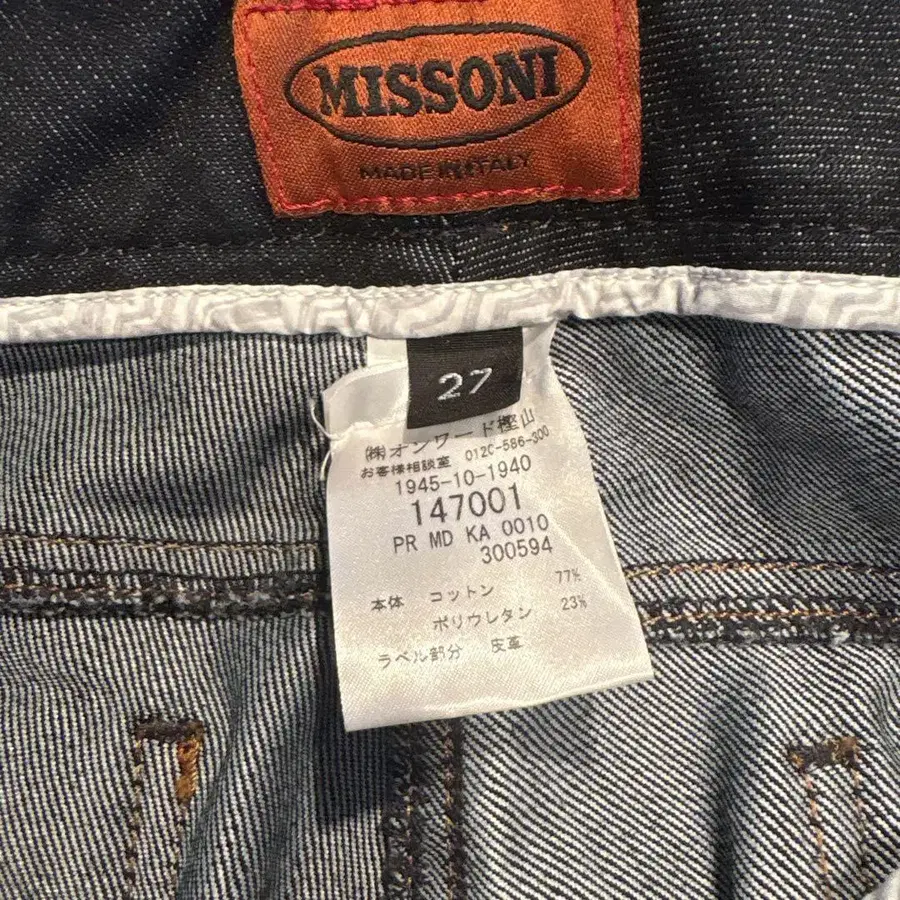 MISSONI
MADE IN ITALY
27
㈱オンワード樫山
お客様相談室 0120-586-300
1945-10-1940
147001
PR MD KA 0010
300594
本体 コットン 77%
ポリウレタン 23%
ラベル部分 皮革